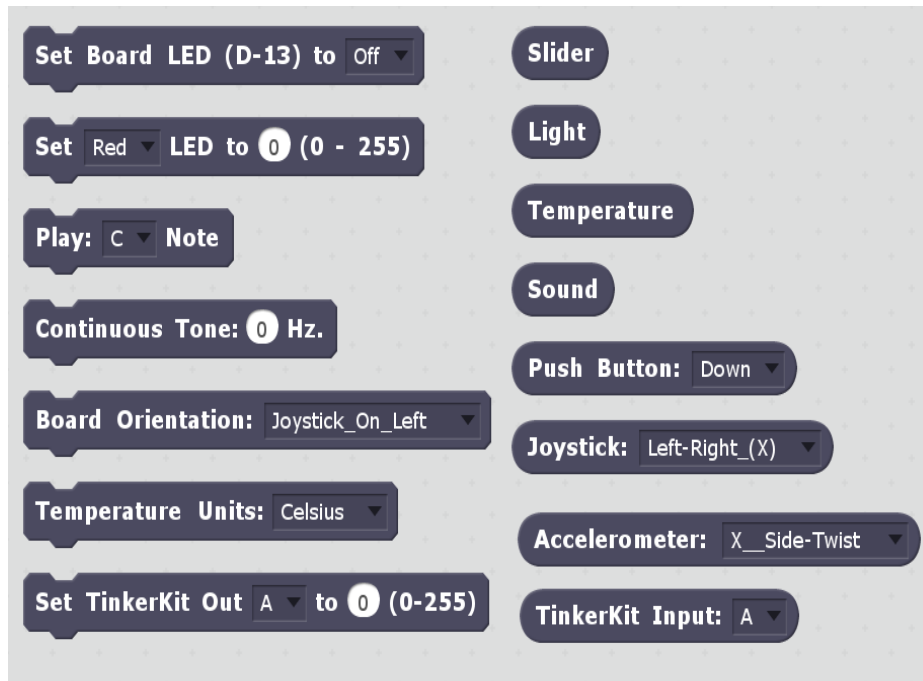 Set Board LED (D-13) to Off
Set Red LED to 0 (0 - 255)
Play: C Note
Continuous Tone: 0 Hz.
Board Orientation: Joystick_On_Left
Temperature Units: Celsius
Set TinkerKit Out A to 0 (0-255)
Slider
Light
Temperature
Sound
Push Button: Down
Joystick: Left-Right_(X)
Accelerometer: X__Side-Twist
TinkerKit Input: A